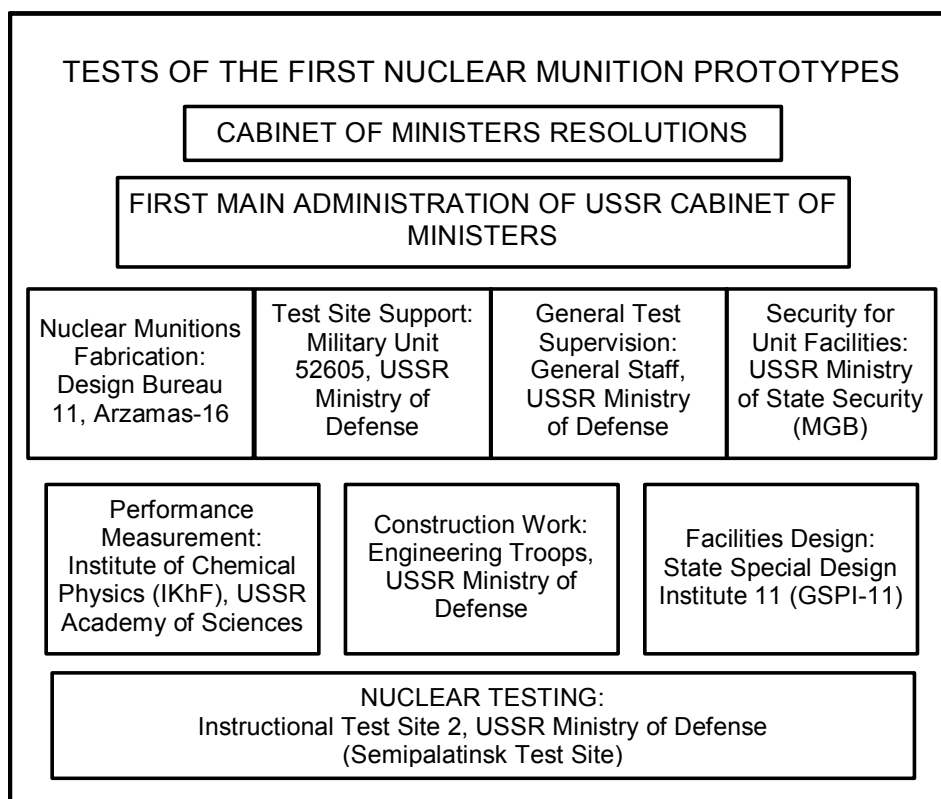 TESTS OF THE FIRST NUCLEAR MUNITION PROTOTYPES
CABINET OF MINISTERS RESOLUTIONS
FIRST MAIN ADMINISTRATION OF USSR CABINET OF
MINISTERS
Nuclear Munitions
Fabrication:
Design Bureau
11, Arzamas-16
Test Site Support:
Military Unit
52605, USSR
Ministry of
Defense
General Test
Supervision:
General Staff,
USSR Ministry
of Defense
Security for
Unit Facilities:
USSR Ministry
of State Security
(MGB)
Performance
Measurement:
Institute of Chemical
Physics (IKhF), USSR
Academy of Sciences
Construction Work:
Engineering Troops,
USSR Ministry of
Defense
Facilities Design:
State Special Design
Institute 11 (GSPI-11)
NUCLEAR TESTING:
Instructional Test Site 2, USSR Ministry of Defense
(Semipalatinsk Test Site)